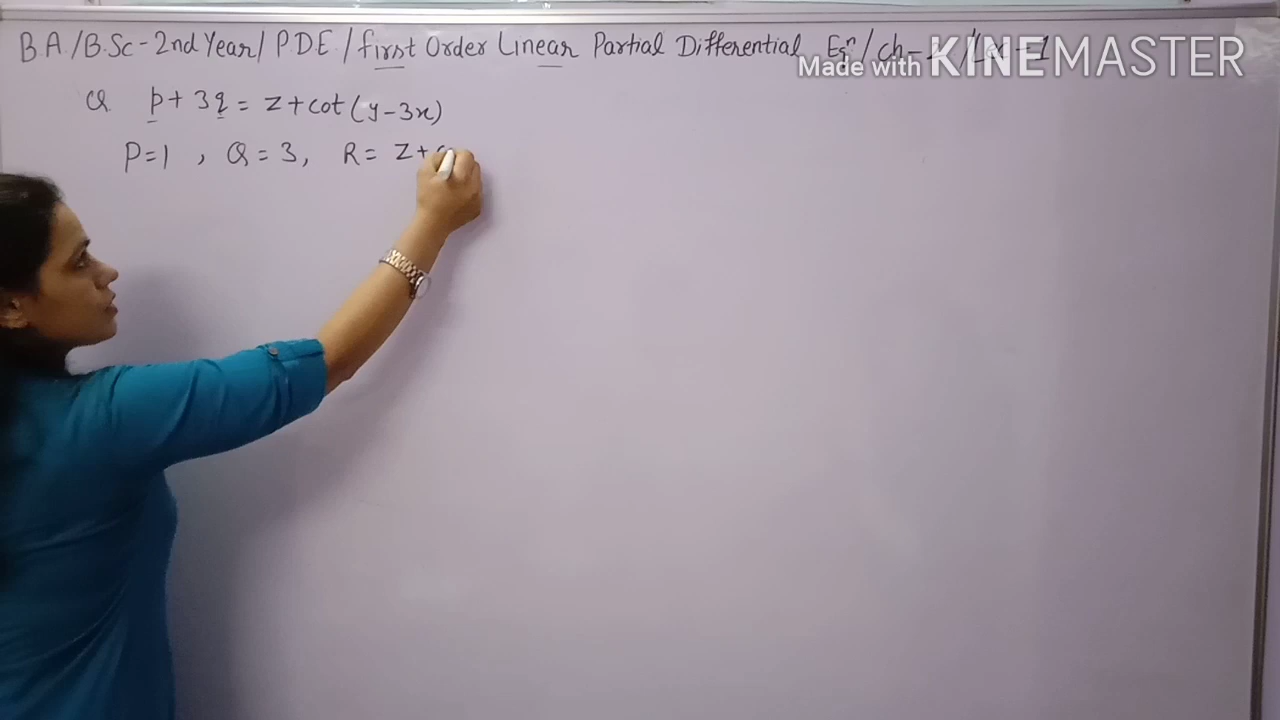 BA./B.Sc - 2nd Year / PDE / first Order Linear Partial Differential Eqn / ch-
Made with KINEMASTER
Q p + 3q = z + cot (y - 3x)
P = 1 , Q = 3, R = z +